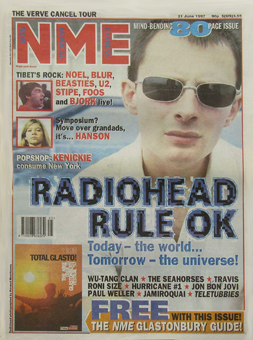 THE VERVE CANCEL TOUR
21 June 1997
MIND-BENDING 80 PAGE ISSUE
NME
TIBET'S ROCK: NOEL, BLUR,
BEASTIES, U2,
STIPE, FOOS
and BJORK live!
Symposium?
Move over grandads,
it's... HANSON
POPSHOP: KENICKIE
consume New York
RADIOHEAD
RULE OK
Today – the world...
Tomorrow – the universe!
TOTAL GLASTO!
WU-TANG CLAN ★ THE SEAHORSES ★ TRAVIS
RONI SIZE ★ HURRICANE #1 ★ JON BON JOVI
PAUL WELLER ★ JAMIROQUAI ★ TELETUBBIES
FREE WITH THIS ISSUE!
THE NME GLASTONBURY GUIDE!